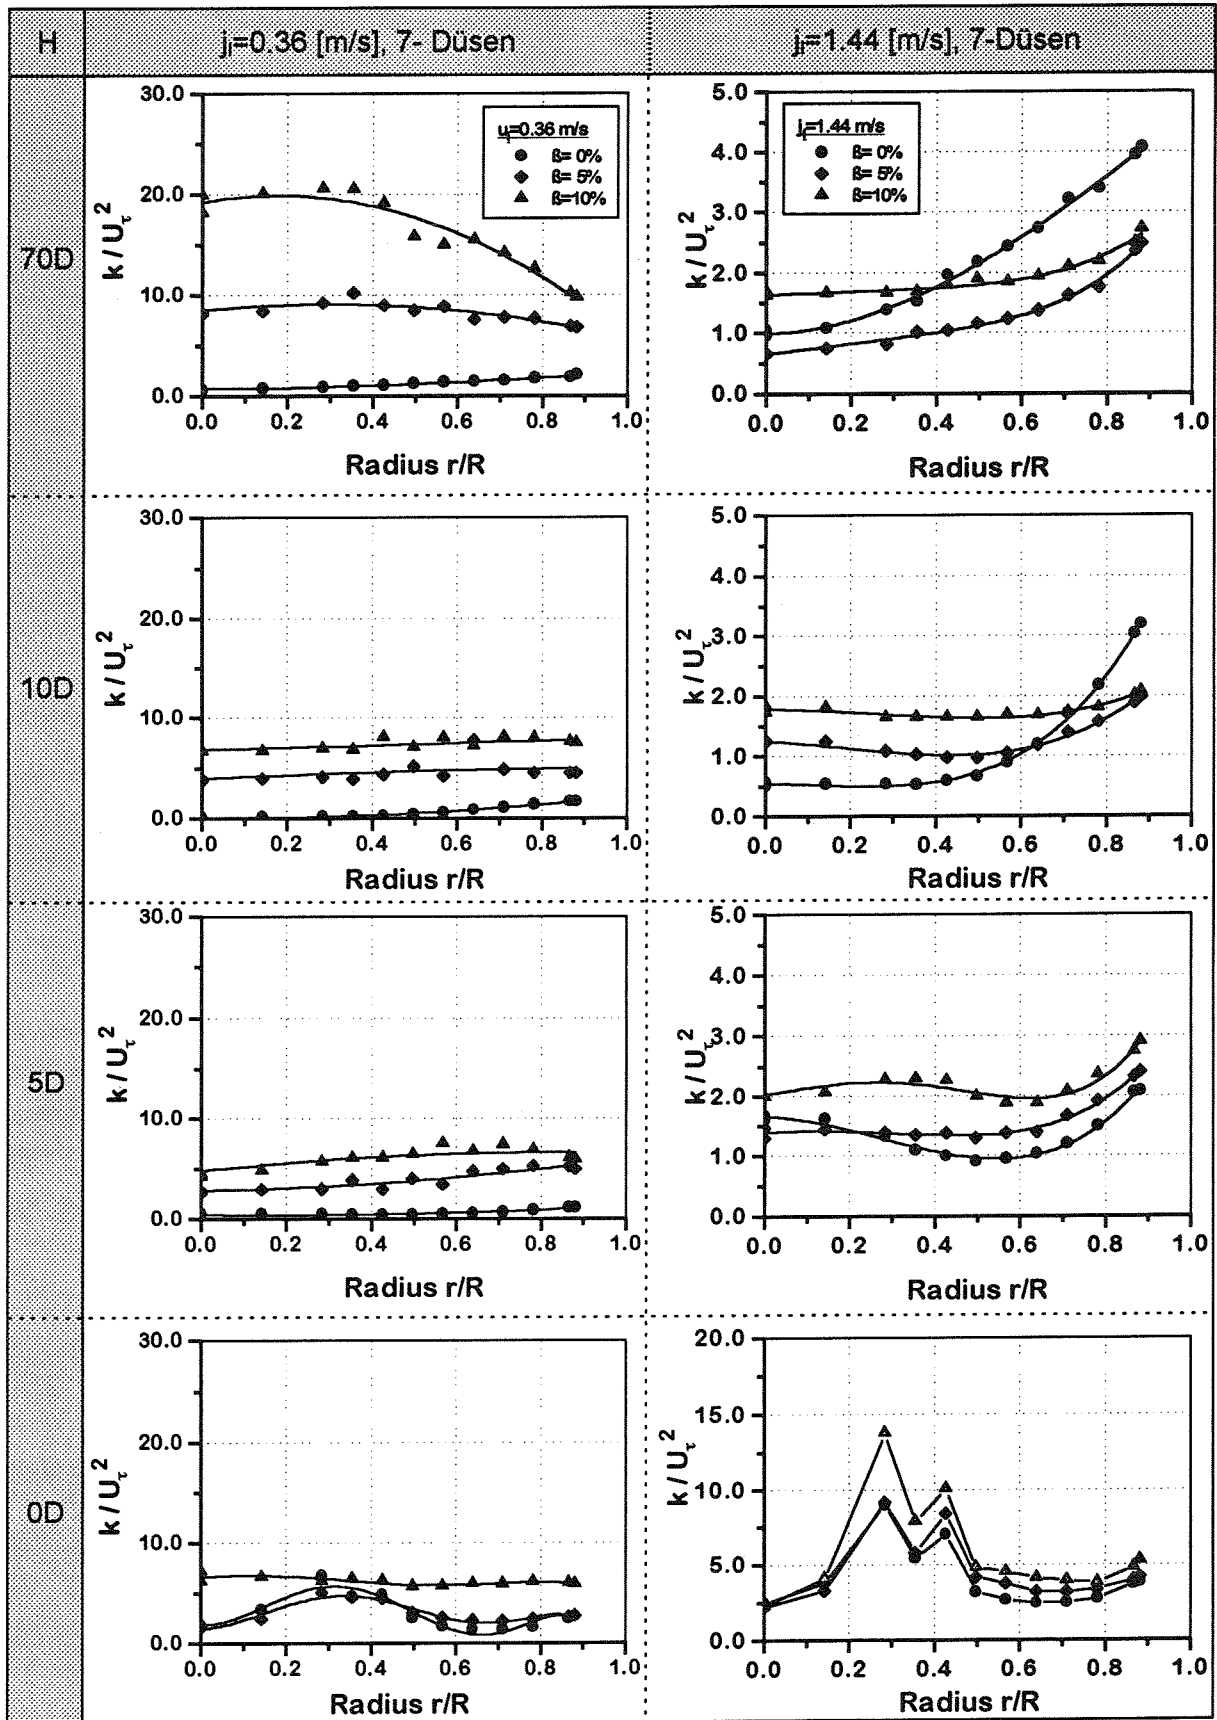 H
jl=0.36 [m/s], 7- Düsen
jl=1.44 [m/s], 7-Düsen
70D
30.0
20.0
10.0
0.0
k / Uτ2
ul=0.36 m/s
ß= 0%
ß= 5%
ß=10%
0.0 0.2 0.4 0.6 0.8 1.0
Radius r/R
5.0
4.0
3.0
2.0
1.0
0.0
k / Uτ2
jl=1.44 m/s
ß= 0%
ß= 5%
ß=10%
0.0 0.2 0.4 0.6 0.8 1.0
Radius r/R
10D
30.0
20.0
10.0
0.0
k / Uτ2
0.0 0.2 0.4 0.6 0.8 1.0
Radius r/R
5.0
4.0
3.0
2.0
1.0
0.0
k / Uτ2
0.0 0.2 0.4 0.6 0.8 1.0
Radius r/R
5D
30.0
20.0
10.0
0.0
k / Uτ2
0.0 0.2 0.4 0.6 0.8 1.0
Radius r/R
5.0
4.0
3.0
2.0
1.0
0.0
k / Uτ2
0.0 0.2 0.4 0.6 0.8 1.0
Radius r/R
0D
30.0
20.0
10.0
0.0
k / Uτ2
0.0 0.2 0.4 0.6 0.8 1.0
Radius r/R
20.0
15.0
10.0
5.0
0.0
k / Uτ2
0.0 0.2 0.4 0.6 0.8 1.0
Radius r/R